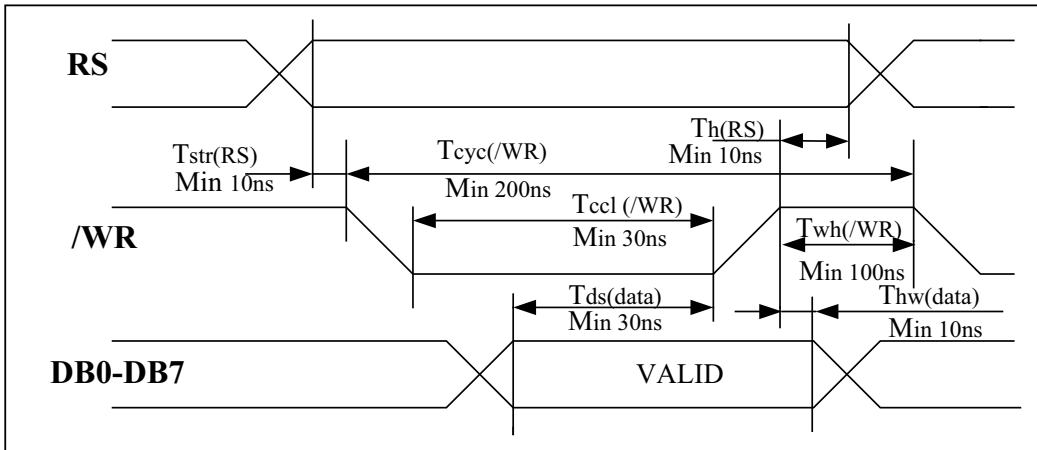 RS
Th(RS)
Min 10ns
Tstr(RS)
Min 10ns
Tcyc(/WR)
Min 200ns
/WR
Tccl (/WR)
Min 30ns
Twh(/WR)
Min 100ns
Tds(data)
Min 30ns
Thw(data)
Min 10ns
DB0-DB7
VALID